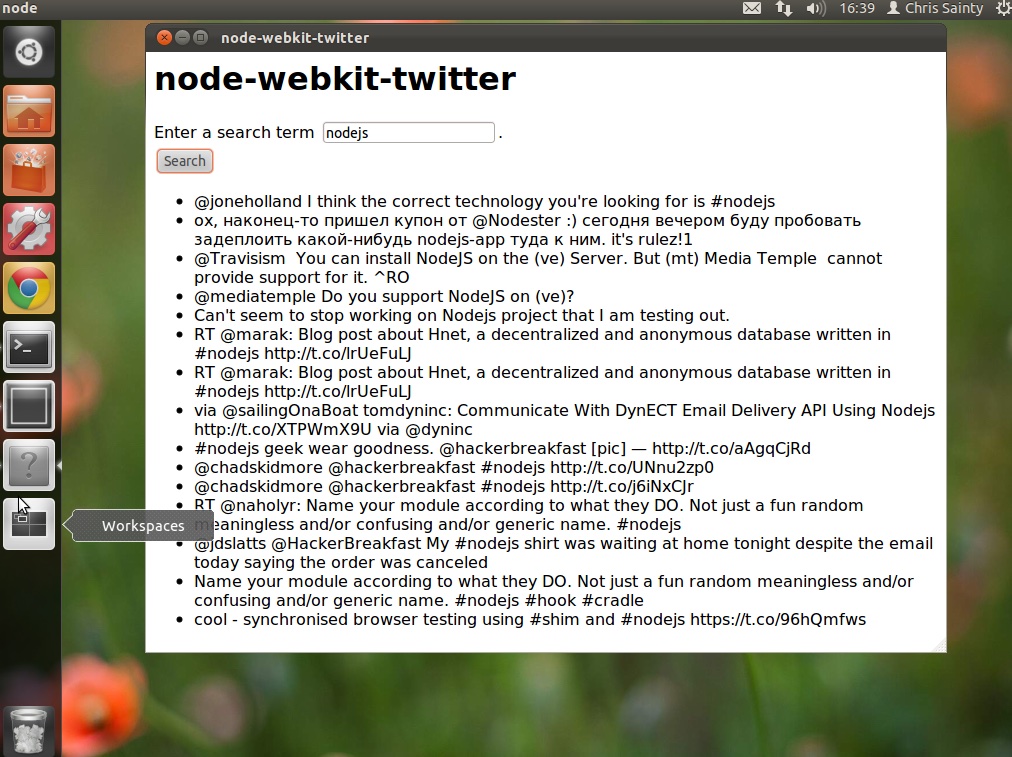 node
16:39
Chris Sainty
node-webkit-twitter
node-webkit-twitter
Enter a search term nodejs .
Search
@joneholland I think the correct technology you're looking for is #nodejs
ох, наконец-то пришел купон от @Nodester :) сегодня вечером буду пробовать
задеплоить какой-нибудь nodejs-app туда к ним. it's rulez!1
@Travisism  You can install NodeJS on the (ve) Server. But (mt) Media Temple  cannot
provide support for it. ^RO
@mediatemple Do you support NodeJS on (ve)?
Can't seem to stop working on Nodejs project that I am testing out.
RT @marak: Blog post about Hnet, a decentralized and anonymous database written in
#nodejs http://t.co/lrUeFuLJ
RT @marak: Blog post about Hnet, a decentralized and anonymous database written in
#nodejs http://t.co/lrUeFuLJ
via @sailingOnaBoat tomdyninc: Communicate With DynECT Email Delivery API Using Nodejs
http://t.co/XTPWmX9U via @dyninc
#nodejs geek wear goodness. @hackerbreakfast [pic] — http://t.co/aAgqCjRd
@chadskidmore @hackerbreakfast #nodejs http://t.co/UNnu2zp0
@chadskidmore @hackerbreakfast #nodejs http://t.co/j6iNxCJr
RT @naholyr: Name your module according to what they DO. Not just a fun random
meaningless and/or confusing and/or generic name. #nodejs
Workspaces
@jdslatts @HackerBreakfast My #nodejs shirt was waiting at home tonight despite the email
today saying the order was canceled
Name your module according to what they DO. Not just a fun random meaningless and/or
confusing and/or generic name. #nodejs #hook #cradle
cool - synchronised browser testing using #shim and #nodejs https://t.co/96hQmfws